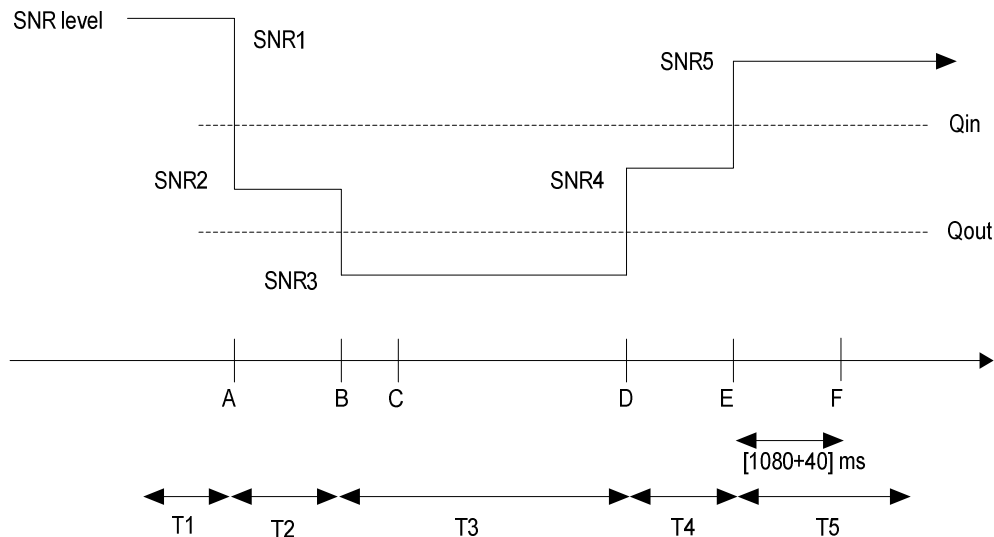 SNR level
SNR1
SNR5
Qin
SNR2
SNR4
Qout
SNR3
A
B
C
D
E
F
[1080+40] ms
T1
T2
T3
T4
T5